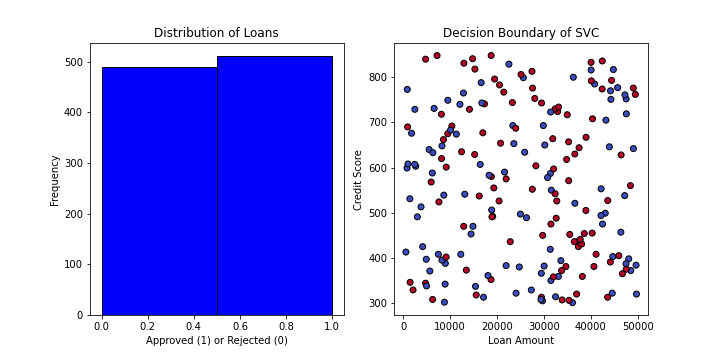 Distribution of Loans
500
400
300
200
100
0
0.0 0.2 0.4 0.6 0.8 1.0
Frequency
Approved (1) or Rejected (0)
Decision Boundary of SVC
800
700
600
500
400
300
0 10000 20000 30000 40000 50000
Credit Score
Loan Amount